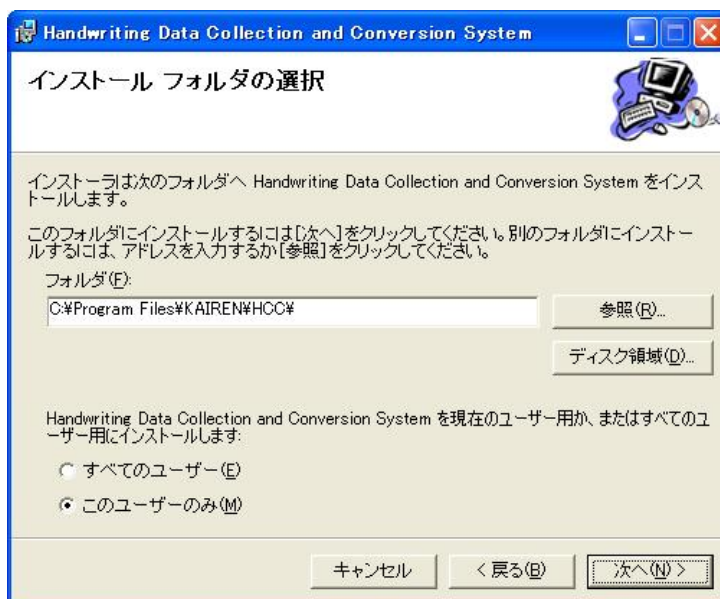 Handwriting Data Collection and Conversion System
インストール フォルダの選択
インストーラは次のフォルダへ Handwriting Data Collection and Conversion System をインス
トールします。
このフォルダにインストールするには[次へ]をクリックしてください。別のフォルダにインストー
ルするには、アドレスを入力するか[参照]をクリックしてください。
フォルダ(F):
C:¥Program Files¥KAIREN¥HCC¥
参照(R)...
ディスク領域(D)...
Handwriting Data Collection and Conversion System を現在のユーザー用か、またはすべてのユ
ーザー用にインストールします:
すべてのユーザー(E)
このユーザーのみ(M)
キャンセル
< 戻る(B)
次へ(N) >